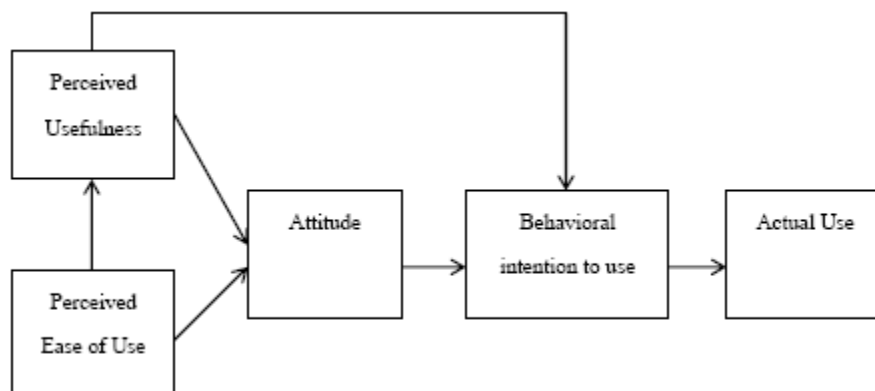 Perceived
Usefulness
Attitude
Behavioral
intention to use
Actual Use
Perceived
Ease of Use